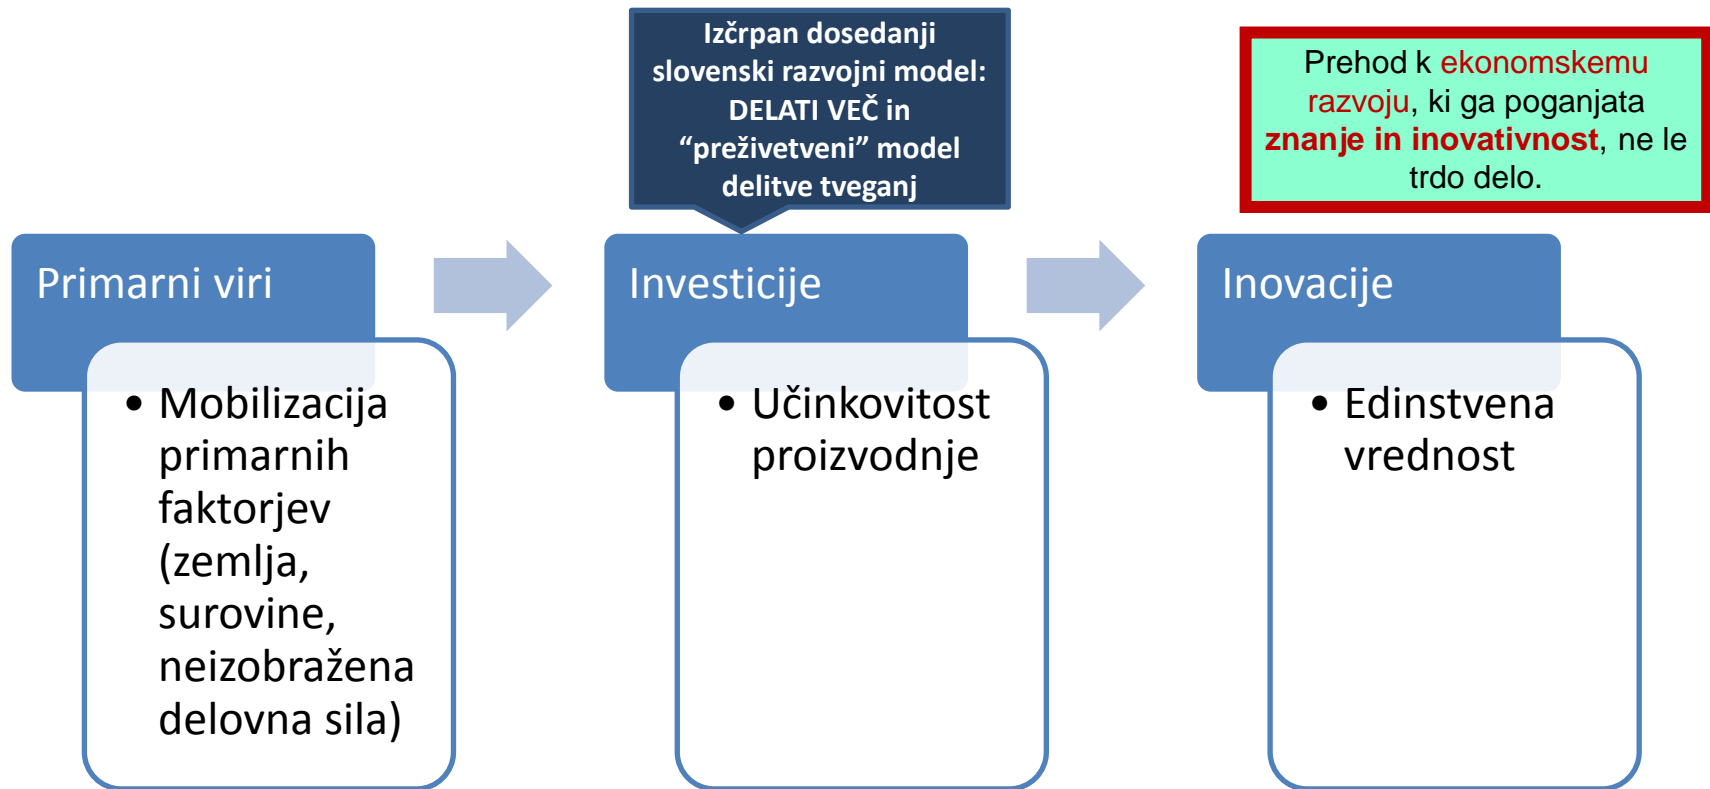 Izčrpan dosedanji
slovenski razvojni model:
DELATI VEČ in
“preživetveni” model
delitve tveganj
Prehod k ekonomskemu
razvoju, ki ga poganjata
znanje in inovativnost, ne le
trdo delo.
Primarni viri
• Mobilizacija
primarnih
faktorjev
(zemlja,
surovine,
neizobražena
delovna sila)
Investicije
• Učinkovitost
proizvodnje
Inovacije
• Edinstvena
vrednost